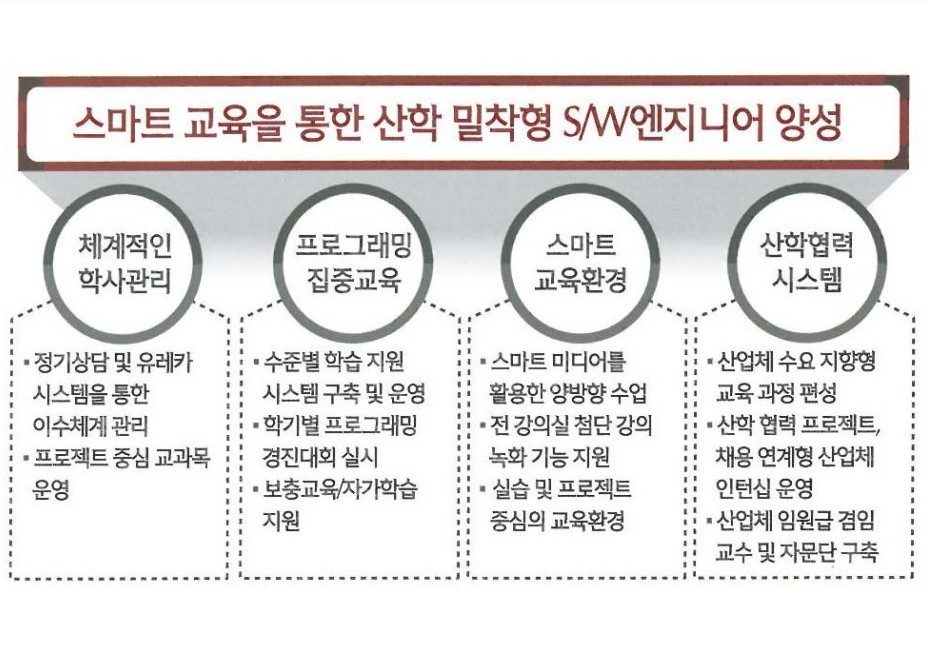 스마트 교육을 통한 산학 밀착형 S/W엔지니어 양성
체계적인
학사관리
▪ 정기상담 및 유레카
시스템을 통한
이수체계 관리
▪ 프로젝트 중심 교과목
운영
프로그래밍
집중교육
▪ 수준별 학습 지원
시스템 구축 및 운영
▪ 학기별 프로그래밍
경진대회 실시
▪ 보충교육/자가학습
지원
스마트
교육환경
▪ 스마트 미디어를
활용한 양방향 수업
▪ 전 강의실 첨단 강의
녹화 기능 지원
▪ 실습 및 프로젝트
중심의 교육환경
산학협력
시스템
▪ 산업체 수요 지향형
교육 과정 편성
▪ 산학 협력 프로젝트,
채용 연계형 산업체
인턴십 운영
▪ 산업체 임원급 겸임
교수 및 자문단 구축